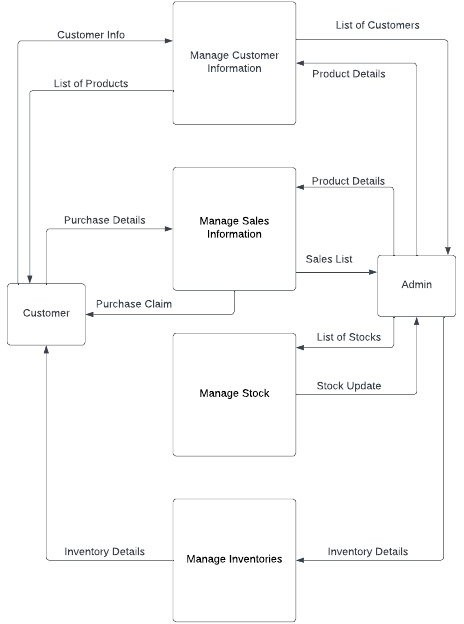 List of Customers
Customer Info
Manage Customer
Information
Product Details
List of Products
Product Details
Purchase Details
Manage Sales
Information
Sales List
Admin
Purchase Claim
Customer
List of Stocks
Manage Stock
Stock Update
Inventory Details
Manage Inventories
Inventory Details